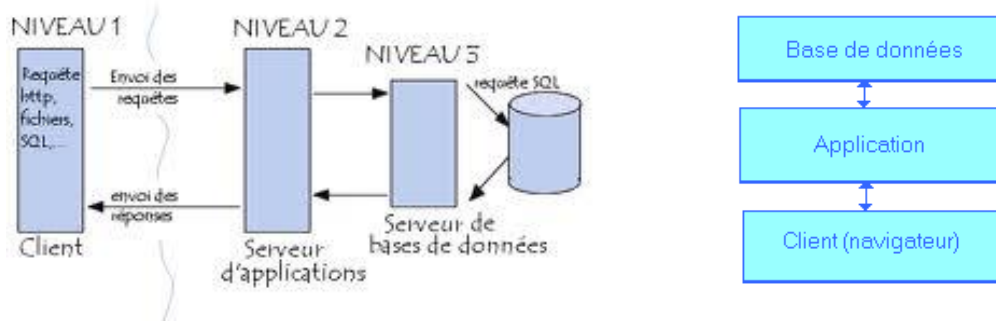 NIVEAU 1
Requête
http,
fichiers,
SQL,...
Client
Envoi des
requêtes
envoi des
réponses
NIVEAU 2
Serveur
d'applications
NIVEAU 3
Serveur de
bases de données
requête SQL
Base de données
Application
Client (navigateur)